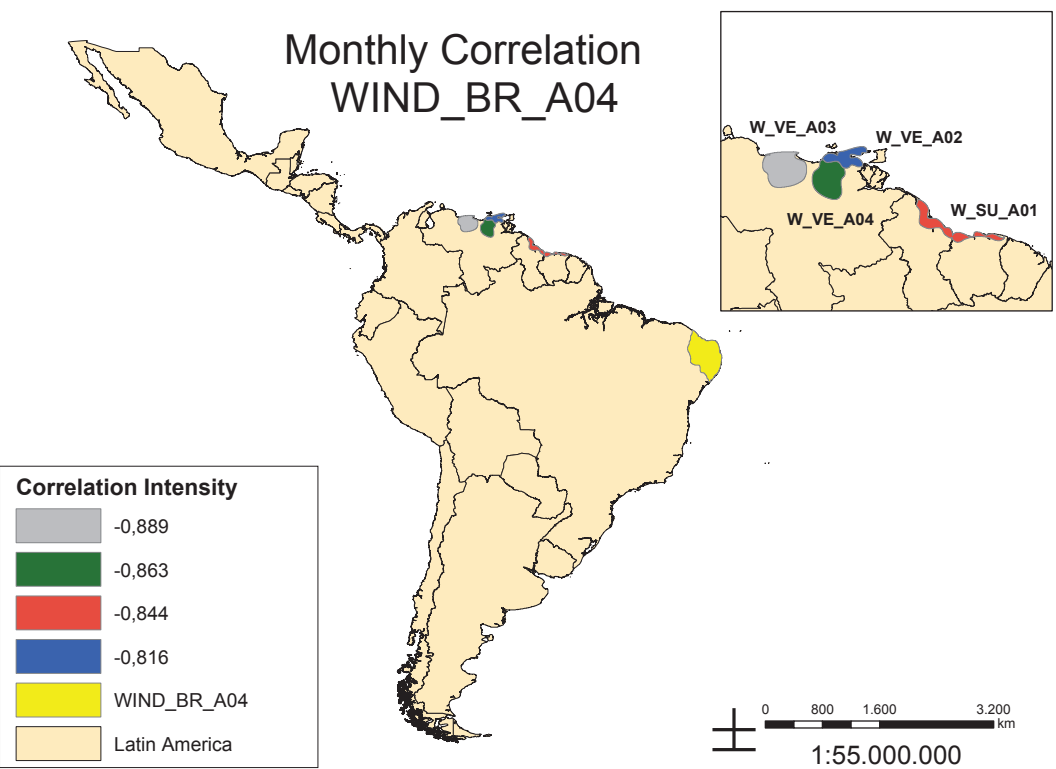 Monthly Correlation
WIND_BR_A04
W_VE_A03
W_VE_A02
W_VE_A04
W_SU_A01
Correlation Intensity
-0,889
-0,863
-0,844
-0,816
WIND_BR_A04
Latin America
0 800 1.600 3.200
km
1:55.000.000